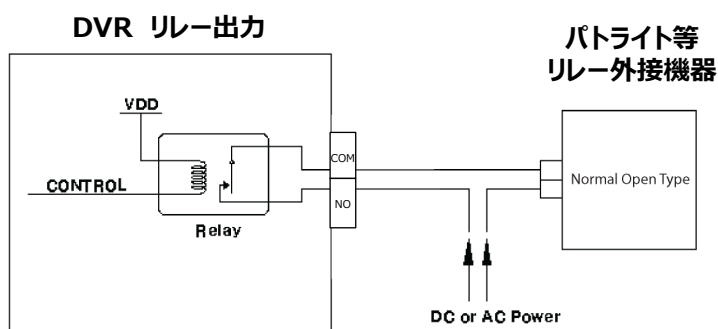 DVR リレー出力
パトライト等
リレー外接機器
VDD
CONTROL
Relay
COM
NO
Normal Open Type
DC or AC Power